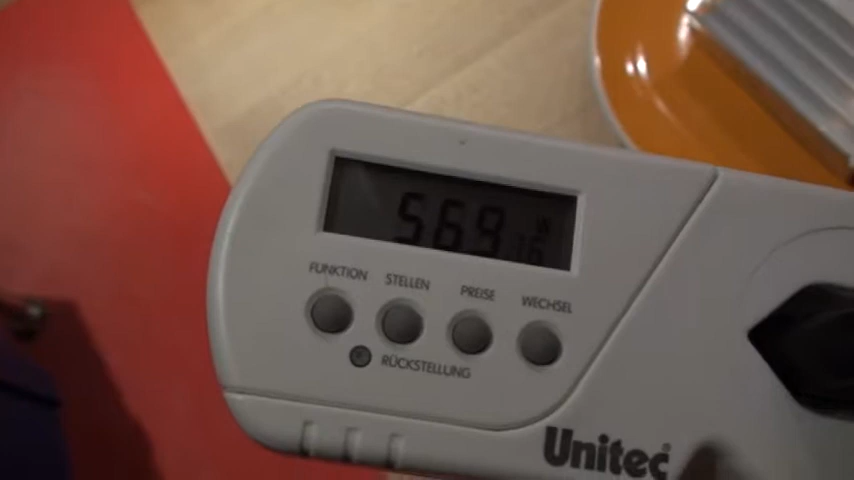 569 W
FUNKTION STELLEN PREISE WECHSEL
RÜCKSTELLUNG
Unitec®